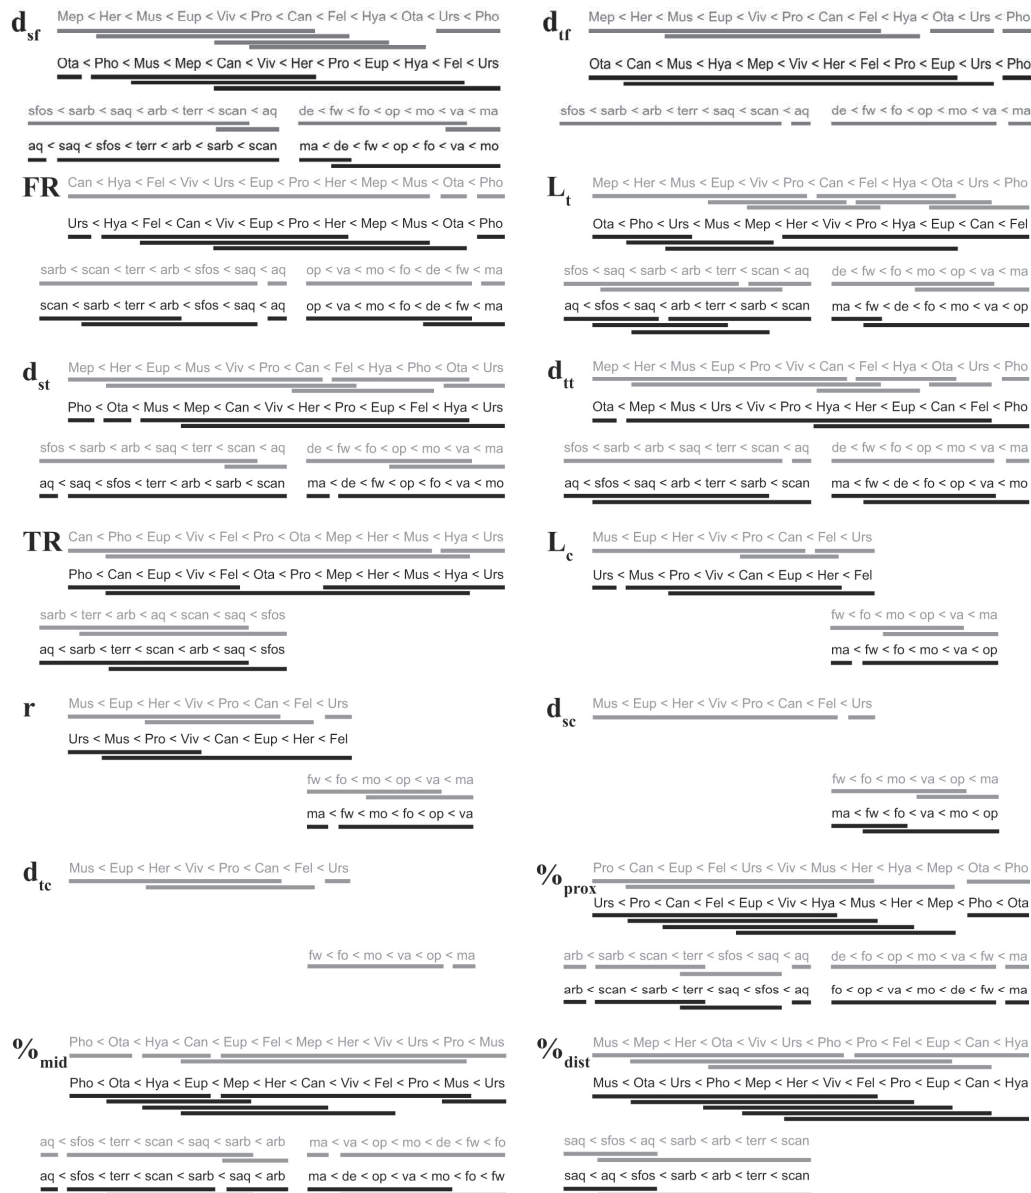 d_sf
Mep < Her < Mus < Eup < Viv < Pro < Can < Fel < Hya < Ota < Urs < Pho
Ota < Pho < Mus < Mep < Can < Viv < Her < Pro < Eup < Hya < Fel < Urs
sfos < sarb < saq < arb < terr < scan < aq    de < fw < fo < op < mo < va < ma
aq < saq < sfos < terr < arb < sarb < scan    ma < de < fw < op < fo < va < mo
d_tf
Mep < Her < Mus < Eup < Viv < Pro < Can < Fel < Hya < Ota < Urs < Pho
Ota < Can < Mus < Hya < Mep < Viv < Her < Fel < Pro < Eup < Urs < Pho
sfos < sarb < saq < arb < terr < scan < aq    de < fw < fo < op < mo < va < ma
FR
Can < Hya < Fel < Viv < Urs < Eup < Pro < Her < Mep < Mus < Ota < Pho
Urs < Hya < Fel < Can < Viv < Eup < Pro < Her < Mep < Mus < Ota < Pho
sarb < scan < terr < arb < sfos < saq < aq    op < va < mo < fo < de < fw < ma
scan < sarb < terr < arb < sfos < saq < aq    op < va < mo < fo < de < fw < ma
L_t
Mep < Her < Mus < Eup < Viv < Pro < Can < Fel < Hya < Ota < Urs < Pho
Ota < Pho < Urs < Mus < Mep < Her < Viv < Pro < Hya < Eup < Can < Fel
sfos < saq < sarb < arb < terr < scan < aq    de < fw < fo < mo < op < va < ma
aq < sfos < saq < arb < terr < sarb < scan    ma < fw < de < fo < mo < va < op
d_st
Mep < Her < Eup < Mus < Viv < Pro < Can < Fel < Hya < Pho < Ota < Urs
Pho < Ota < Mus < Mep < Can < Viv < Her < Pro < Eup < Fel < Hya < Urs
sfos < sarb < arb < saq < terr < scan < aq    de < fw < fo < op < mo < va < ma
aq < saq < sfos < terr < arb < sarb < scan    ma < de < fw < op < fo < va < mo
d_tt
Mep < Her < Mus < Eup < Pro < Viv < Can < Fel < Hya < Ota < Urs < Pho
Ota < Mep < Mus < Urs < Viv < Pro < Hya < Her < Eup < Can < Fel < Pho
sfos < sarb < saq < arb < terr < scan < aq    de < fw < fo < op < mo < va < ma
aq < sfos < saq < arb < terr < sarb < scan    ma < fw < de < fo < op < va < mo
TR
Can < Pho < Eup < Viv < Fel < Pro < Ota < Mep < Her < Mus < Hya < Urs
Pho < Can < Eup < Viv < Fel < Ota < Pro < Mep < Her < Mus < Hya < Urs
sarb < terr < arb < aq < scan < saq < sfos
aq < sarb < terr < scan < arb < saq < sfos
L_c
Mus < Eup < Her < Viv < Pro < Can < Fel < Urs
Urs < Mus < Pro < Viv < Can < Eup < Her < Fel
fw < fo < mo < op < va < ma
ma < fw < fo < mo < va < op
r
Mus < Eup < Her < Viv < Pro < Can < Fel < Urs
Urs < Mus < Pro < Viv < Can < Eup < Her < Fel
fw < fo < mo < op < va < ma
ma < fw < mo < fo < op < va
d_sc
Mus < Eup < Her < Viv < Pro < Can < Fel < Urs
fw < fo < mo < va < op < ma
ma < fw < fo < va < mo < op
d_tc
Mus < Eup < Her < Viv < Pro < Can < Fel < Urs
fw < fo < mo < va < op < ma
%prox
Pro < Can < Eup < Fel < Urs < Viv < Mus < Her < Hya < Mep < Ota < Pho
Urs < Pro < Can < Fel < Eup < Viv < Hya < Mus < Her < Mep < Pho < Ota
arb < sarb < scan < terr < sfos < saq < aq    de < fo < op < mo < va < fw < ma
arb < scan < sarb < terr < saq < sfos < aq    fo < op < va < mo < de < fw < ma
%mid
Pho < Ota < Hya < Can < Eup < Fel < Mep < Her < Viv < Urs < Pro < Mus
Pho < Ota < Hya < Eup < Mep < Her < Can < Viv < Fel < Pro < Mus < Urs
aq < sfos < terr < scan < saq < sarb < arb    ma < va < op < mo < de < fw < fo
aq < sfos < terr < scan < sarb < saq < arb    ma < de < op < va < mo < fo < fw
%dist
Mus < Mep < Her < Ota < Viv < Urs < Pho < Pro < Fel < Eup < Can < Hya
Mus < Ota < Urs < Pho < Mep < Her < Viv < Fel < Pro < Eup < Can < Hya
saq < sfos < aq < sarb < arb < terr < scan
saq < aq < sfos < sarb < arb < terr < scan